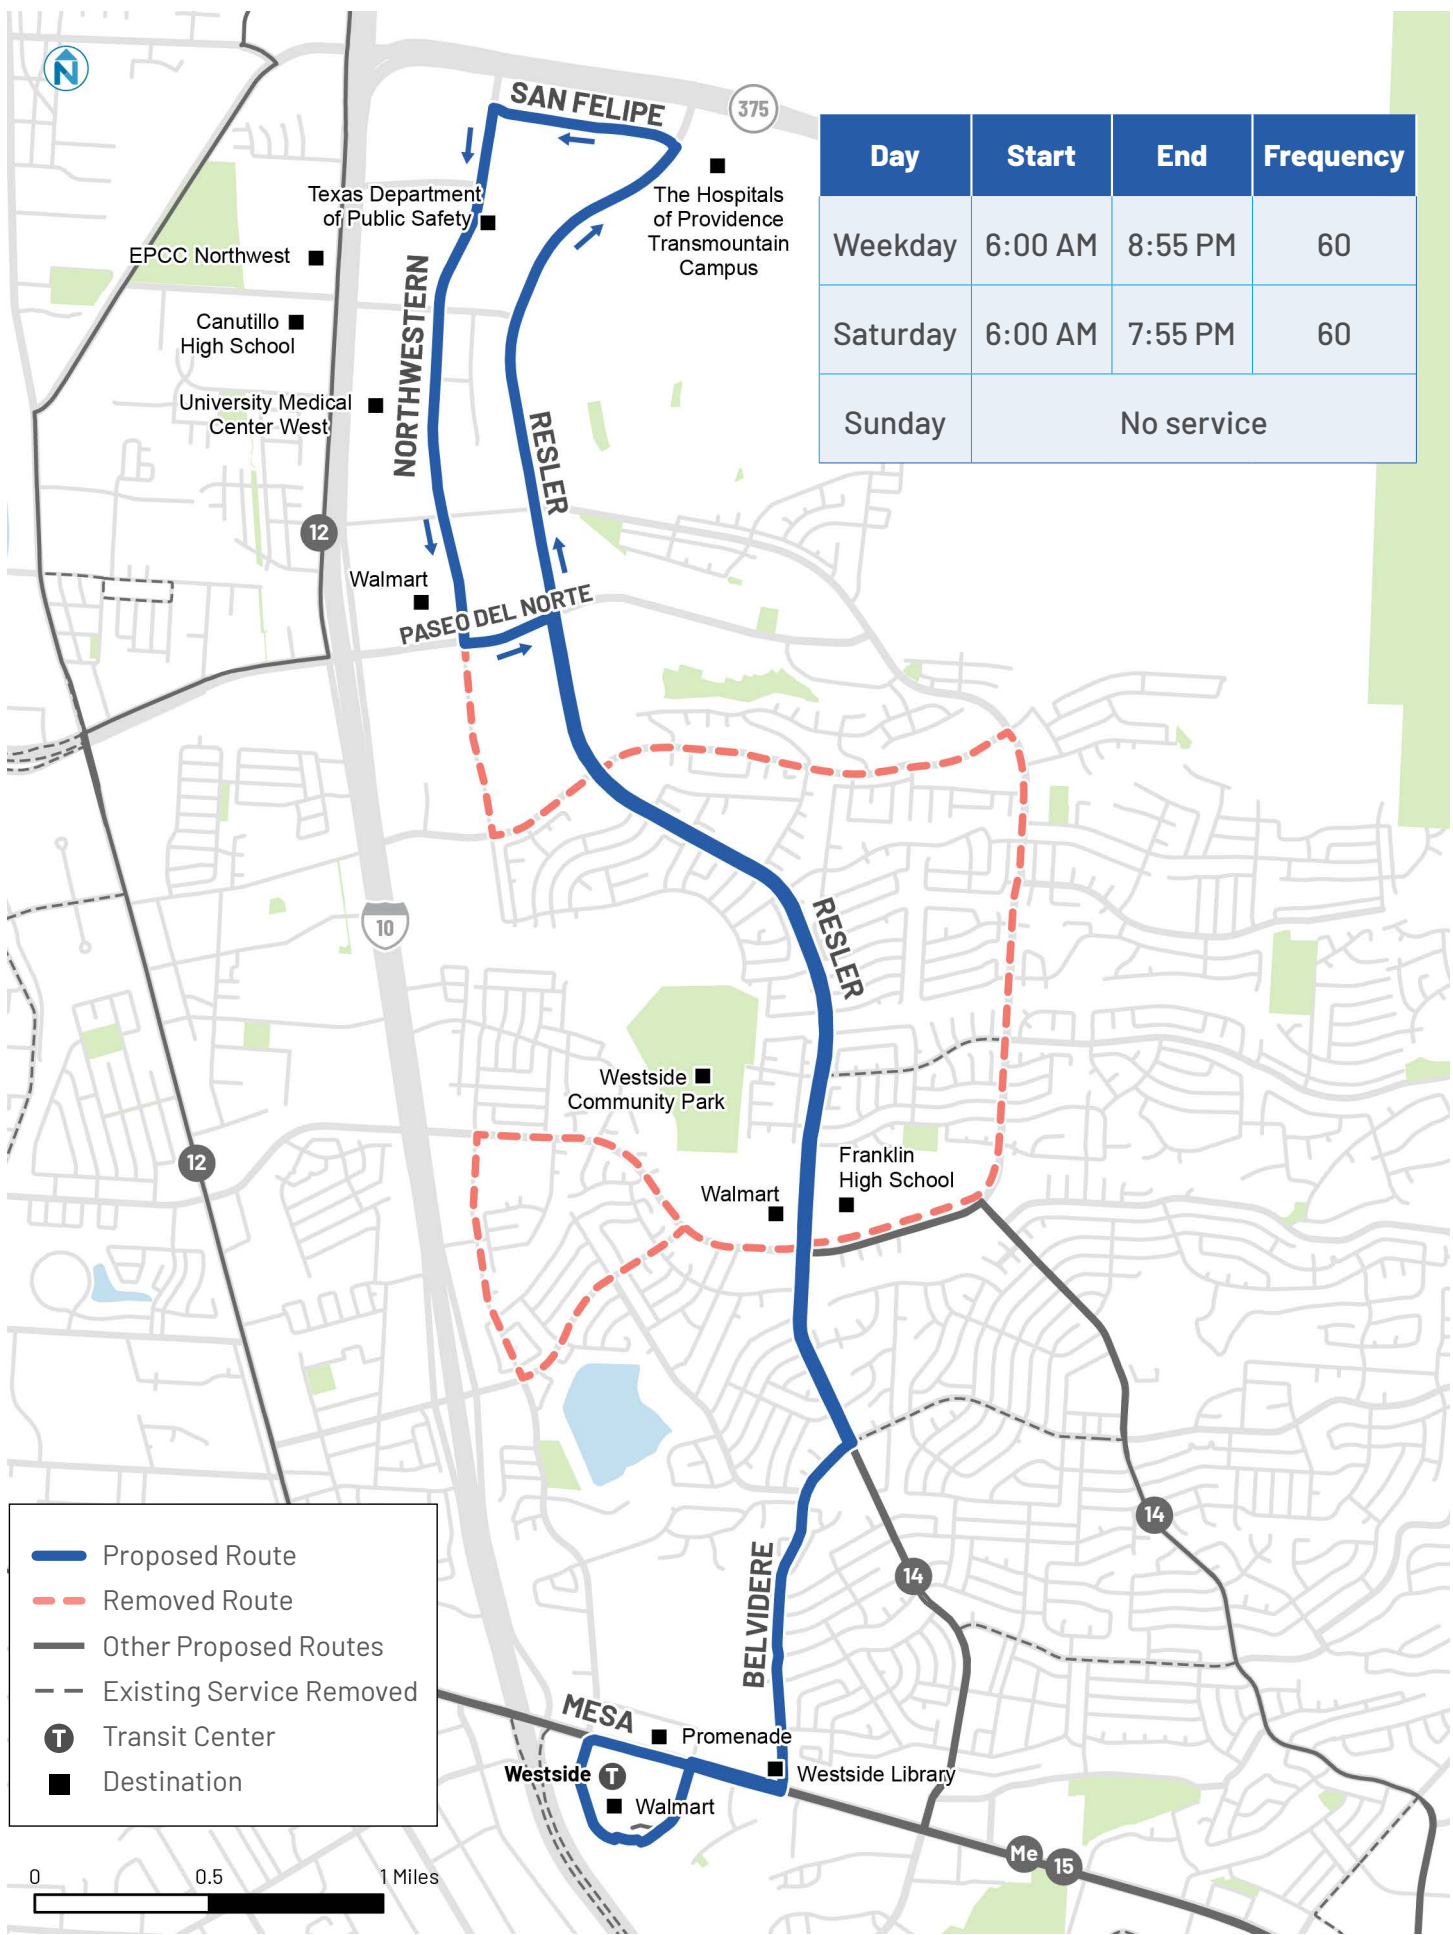 N
SAN FELIPE
375
Day Start End Frequency
Weekday 6:00 AM 8:55 PM 60
Saturday 6:00 AM 7:55 PM 60
Sunday No service
Texas Department
of Public Safety
The Hospitals
of Providence
Transmountain
Campus
EPCC Northwest
NORTHWESTERN
Canutillo
High School
University Medical
Center West
RESLER
12
Walmart
PASEO DEL NORTE
RESLER
10
Westside
Community Park
12
Franklin
High School
Walmart
14
14
BELVIDERE
Proposed Route
Removed Route
Other Proposed Routes
Existing Service Removed
T Transit Center
Destination
MESA
Promenade
Westside T
Westside Library
Walmart
Me
15
0 0.5 1 Miles